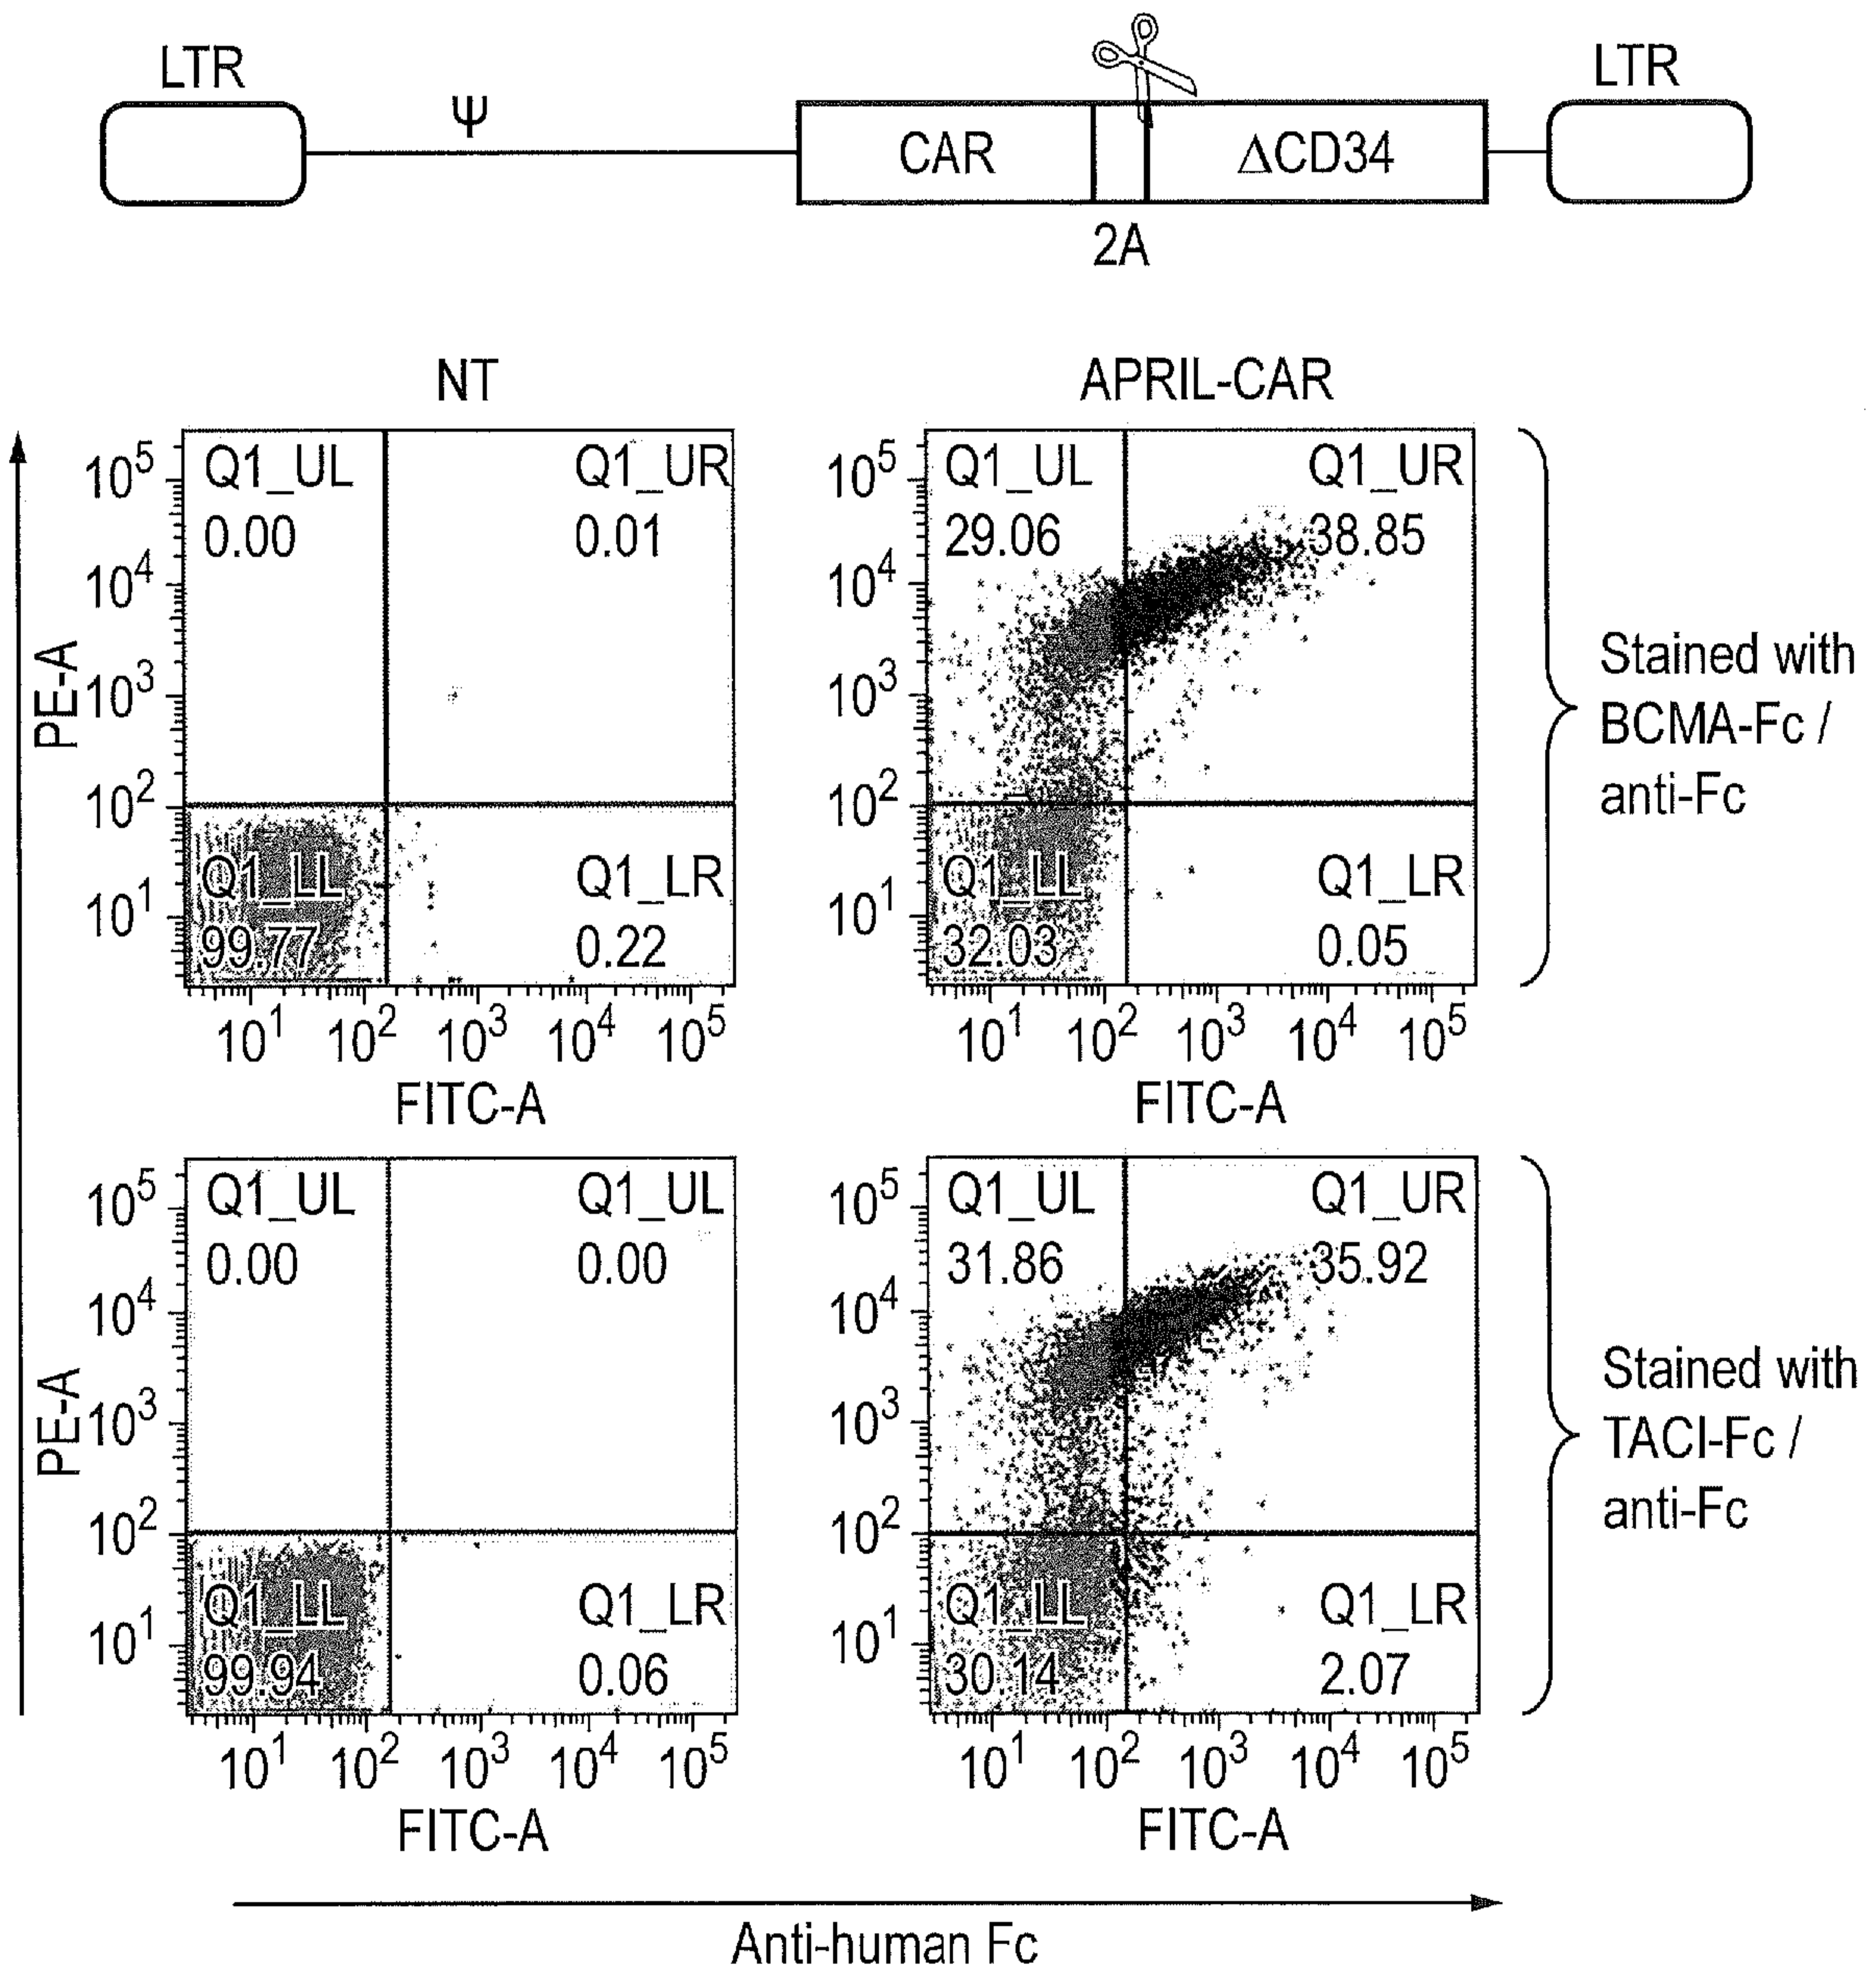 LTR
Ψ
CAR
ΔCD34
LTR
2A
NT
APRIL-CAR
PE-A
10⁵
10⁴
10³
10²
10¹
Q1_UL
0.00
Q1_UR
0.01
Q1_LL
99.77
Q1_LR
0.22
10¹ 10² 10³ 10⁴ 10⁵
FITC-A
10⁵
10⁴
10³
10²
10¹
Q1_UL
29.06
Q1_UR
38.85
Q1_LL
32.03
Q1_LR
0.05
10¹ 10² 10³ 10⁴ 10⁵
FITC-A
Stained with
BCMA-Fc /
anti-Fc
PE-A
10⁵
10⁴
10³
10²
10¹
Q1_UL
0.00
Q1_UL
0.00
Q1_LL
99.94
Q1_LR
0.06
10¹ 10² 10³ 10⁴ 10⁵
FITC-A
10⁵
10⁴
10³
10²
10¹
Q1_UL
31.86
Q1_UR
35.92
Q1_LL
30.14
Q1_LR
2.07
10¹ 10² 10³ 10⁴ 10⁵
FITC-A
Stained with
TACI-Fc /
anti-Fc
Anti-human Fc